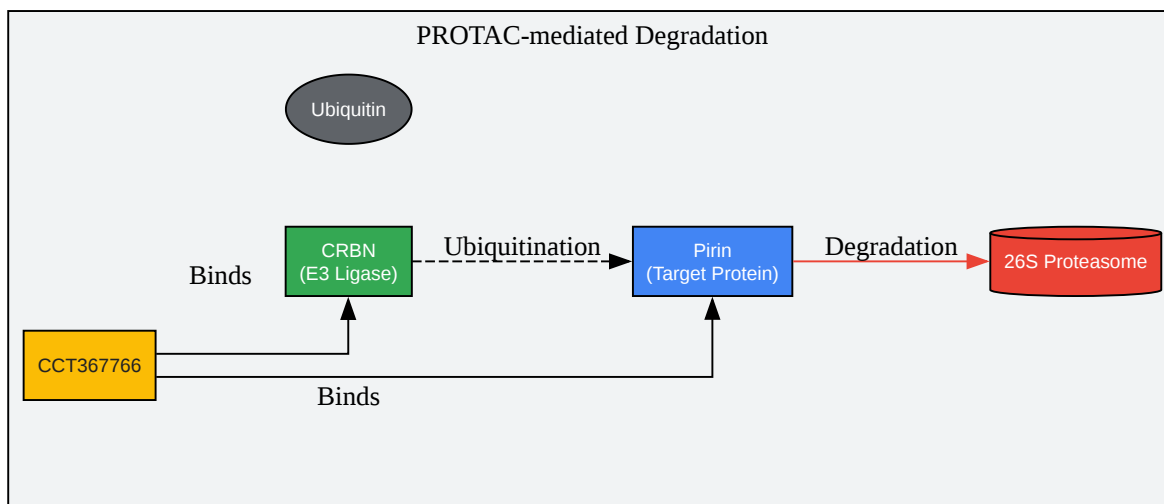 PROTAC-mediated Degradation
Ubiquitin
CRBN
(E3 Ligase)
Ubiquitination
Pirin
(Target Protein)
Degradation
26S Proteasome
Binds
CCT367766
Binds